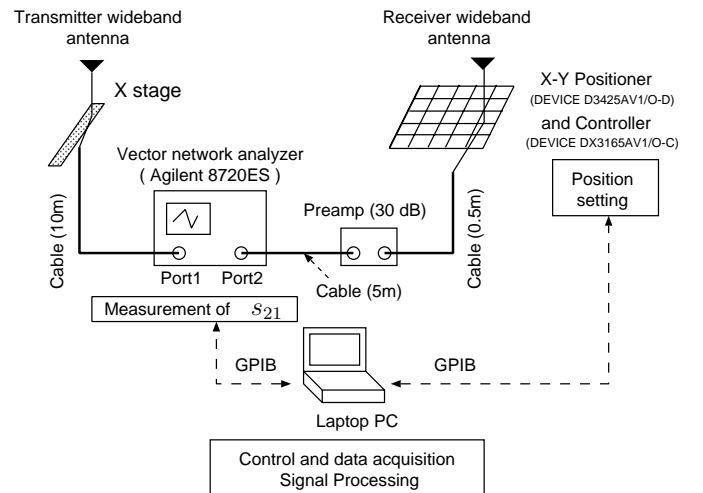 Transmitter wideband
antenna
Receiver wideband
antenna
X stage
X-Y Positioner
(DEVICE D3425AV1/O-D)
and Controller
(DEVICE DX3165AV1/O-C)
Vector network analyzer
( Agilent 8720ES )
Preamp (30 dB)
Position
setting
Cable (10m)
Cable (0.5m)
Port1 Port2
Cable (5m)
Measurement of s21
GPIB
GPIB
Laptop PC
Control and data acquisition
Signal Processing